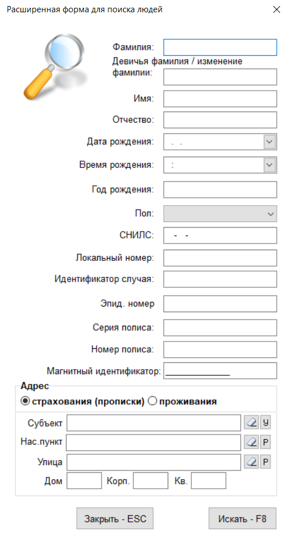 Расширенная форма для поиска людей
Фамилия:
Девичья фамилия / изменение
фамилии:
Имя:
Отчество:
Дата рождения: . .
Время рождения: :
Год рождения:
Пол:
СНИЛС: - -
Локальный номер:
Идентификатор случая:
Эпид. номер
Серия пописа:
Номер пописа:
Магнитный идентификатор:
Адрес
страхования (прописки) проживания
Субъект У
Нас.пункт Р
Улица Р
Дом Корп. Кв.
Закрыть - ESC Искать - F8